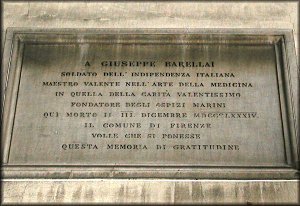 A GIUSEPPE BARELLAI
SOLDATO DELL' INDIPENDENZA ITALIANA
MAESTRO VALENTE NELL'ARTE DELLA MEDICINA
IN QUELLA DELLA CARITÀ VALENTISSIMO
FONDATORE DEGLI OSPIZI MARINI
QUI MORTO IL III. DICEMBRE MDCCCLXXXIV.
IL COMUNE DI FIRENZE
VOLLE CHE SI PONESSE
QUESTA MEMORIA DI GRATITUDINE